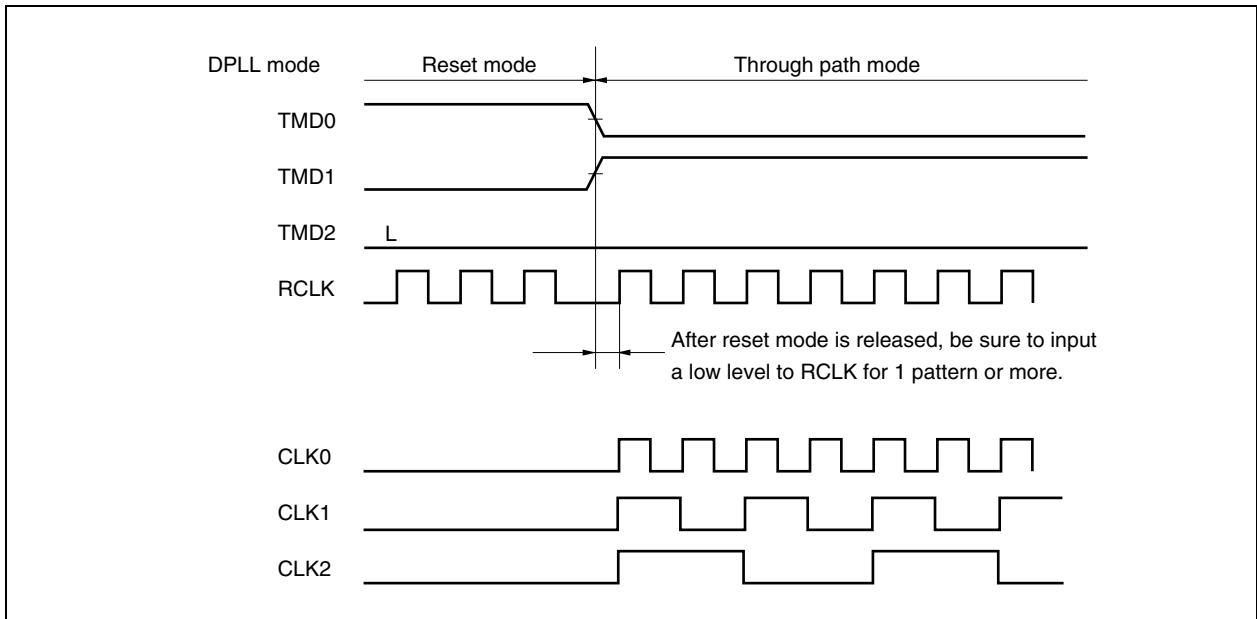 DPLL mode Reset mode Through path mode
TMD0
TMD1
TMD2 L
RCLK
After reset mode is released, be sure to input
a low level to RCLK for 1 pattern or more.
CLK0
CLK1
CLK2